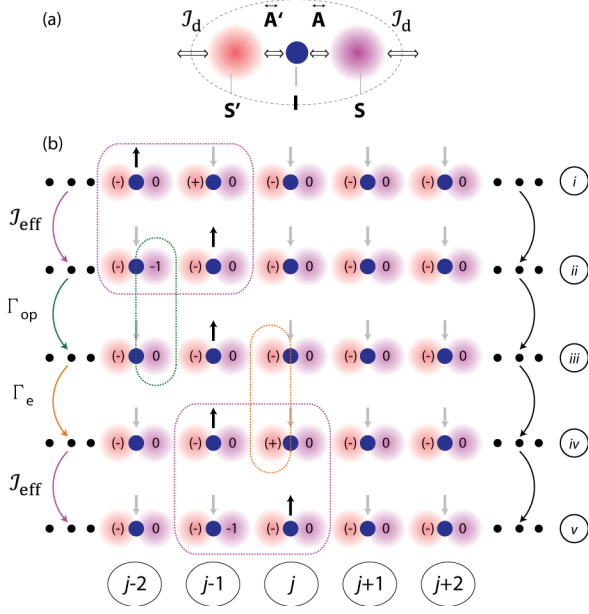 (a)
𝒥d A' A 𝒥d
S' I S
(b)
(-) 0 (+) 0 (-) 0 (-) 0 (-) 0 i
𝒥eff
(-) -1 (-) 0 (-) 0 (-) 0 (-) 0 ii
Γop
(-) 0 (-) 0 (-) 0 (-) 0 (-) 0 iii
Γe
(-) 0 (-) 0 (+) 0 (-) 0 (-) 0 iv
𝒥eff
(-) 0 (-) -1 (-) 0 (-) 0 (-) 0 v
j-2 j-1 j j+1 j+2